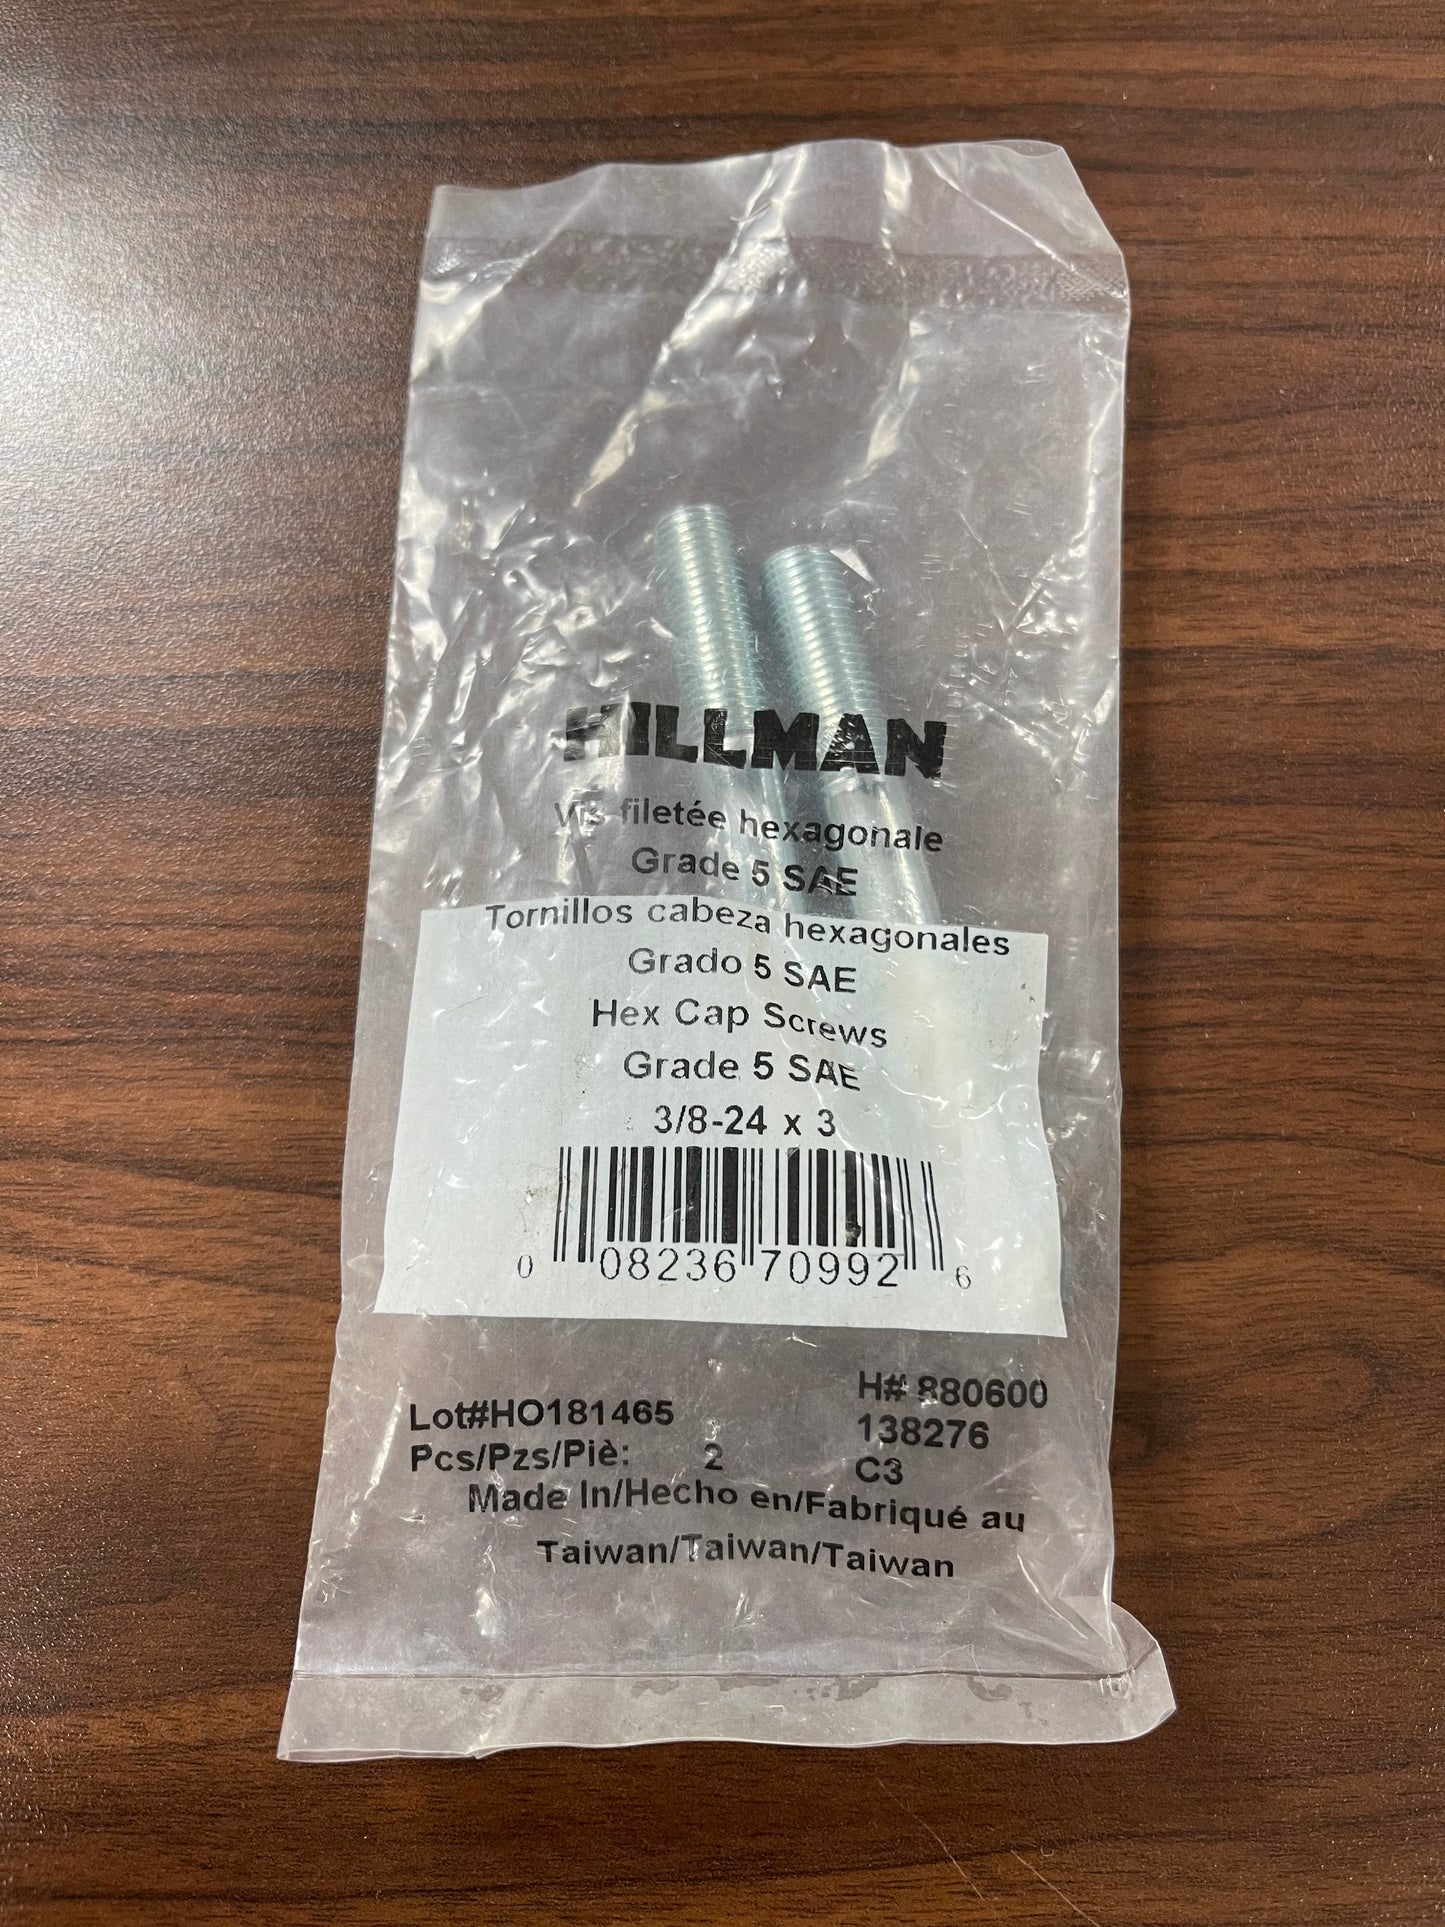 HILLMAN
Vis filetée hexagonale
Grade 5 SAE
Tornillos cabeza hexagonales
Grado 5 SAE
Hex Cap Screws
Grade 5 SAE
3/8-24 x 3
0 08236 70992 6
Lot#HO181465 H# 880600
138276
Pcs/Pzs/Piè: 2 C3
Made In/Hecho en/Fabriqué au
Taiwan/Taiwan/Taiwan